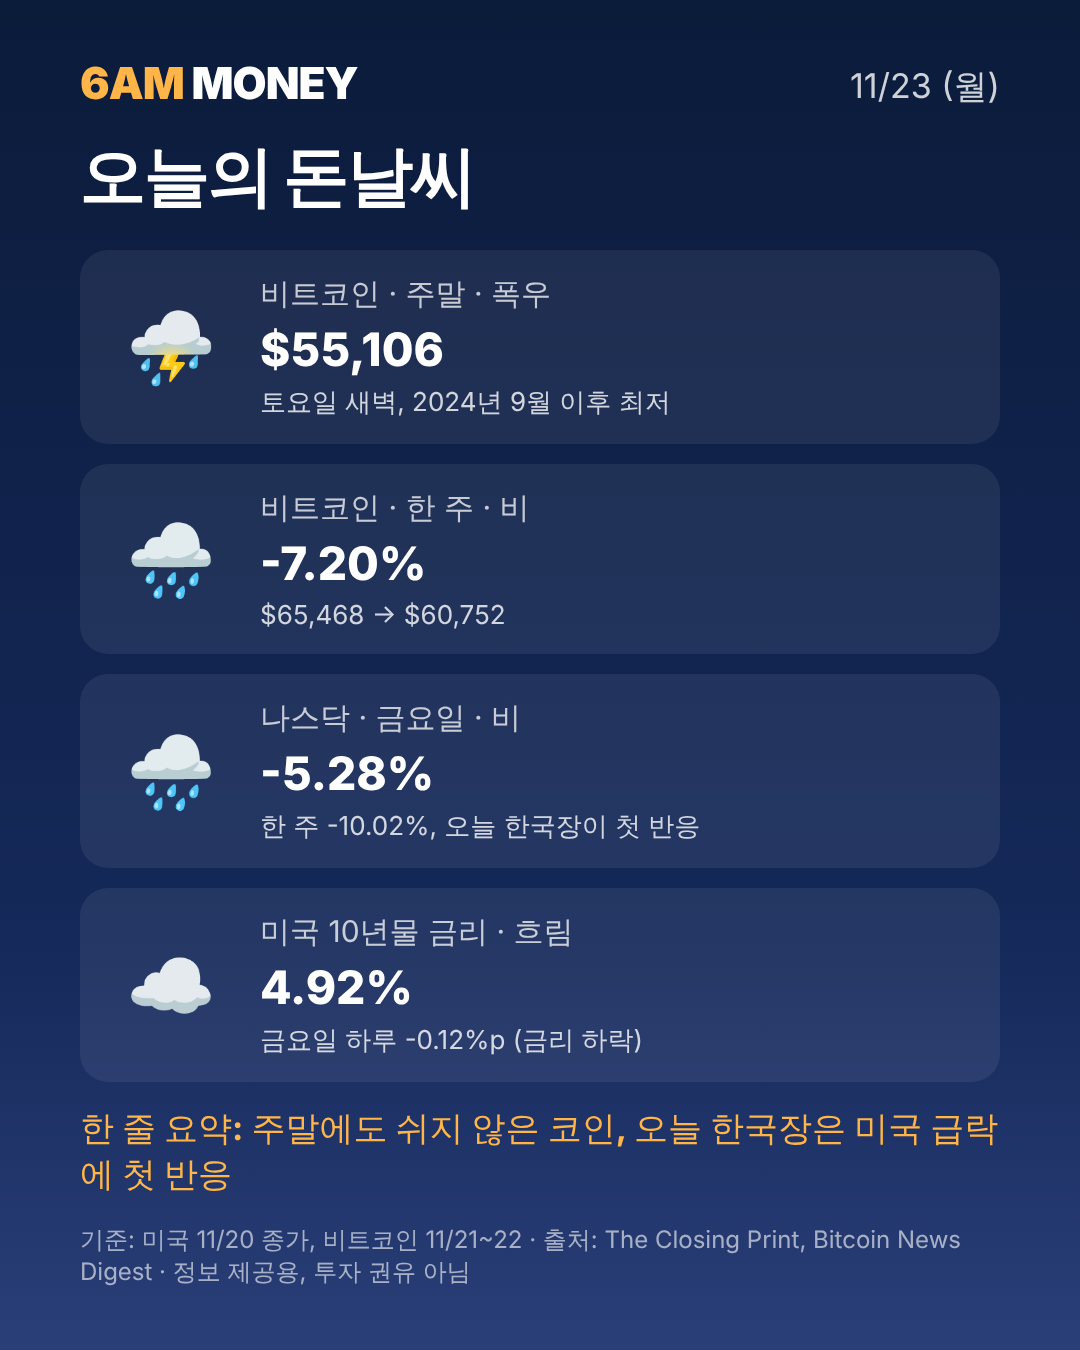 6AM MONEY
11/23 (월)
오늘의 돈날씨
비트코인 · 주말 · 폭우
$55,106
토요일 새벽, 2024년 9월 이후 최저
비트코인 · 한 주 · 비
-7.20%
$65,468 → $60,752
나스닥 · 금요일 · 비
-5.28%
한 주 -10.02%, 오늘 한국장이 첫 반응
미국 10년물 금리 · 흐림
4.92%
금요일 하루 -0.12%p (금리 하락)
한 줄 요약: 주말에도 쉬지 않은 코인, 오늘 한국장은 미국 급락
에 첫 반응
기준: 미국 11/20 종가, 비트코인 11/21~22 · 출처: The Closing Print, Bitcoin News
Digest · 정보 제공용, 투자 권유 아님